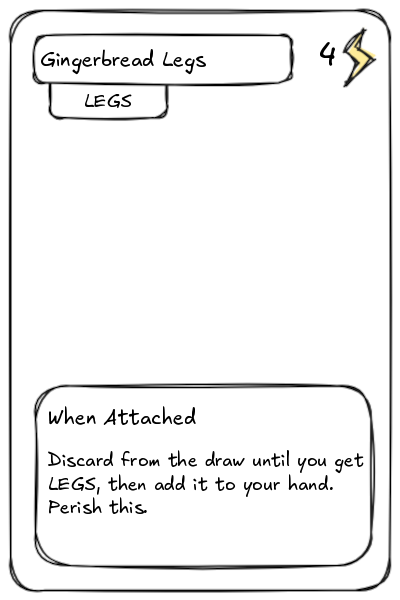 Gingerbread Legs
4
LEGS
When Attached
Discard from the draw until you get
LEGS, then add it to your hand.
Perish this.